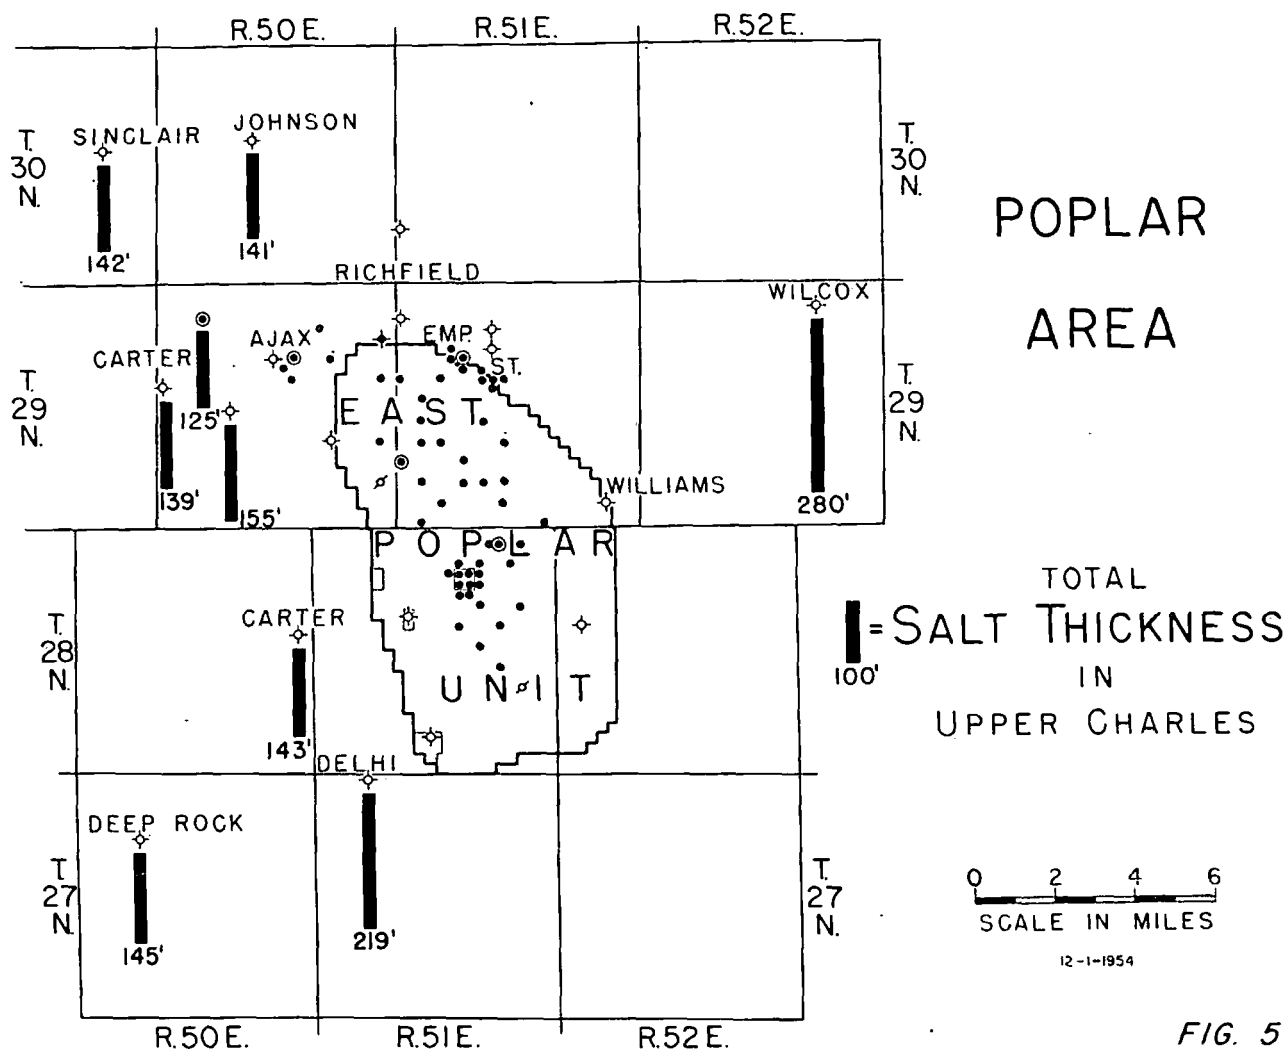 R.50E. R.51E. R.52E.
T. 30 N.
SINCLAIR
JOHNSON
T. 30 N.
142'
141'
RICHFIELD
POPLAR
AREA
WILCOX
CARTER
AJAX
EMP.
ST.
T. 29 N.
125'
EAST
T. 29 N.
139'
155'
WILLIAMS
280'
POPLAR
T. 28 N.
CARTER
UNIT
143'
TOTAL
100' = SALT THICKNESS
IN
UPPER CHARLES
DELHI
DEEP ROCK
T. 27 N.
145'
219'
T. 27 N.
0 2 4 6
SCALE IN MILES
12-1-1954
R.50E. R.51E. R.52E.
FIG. 5